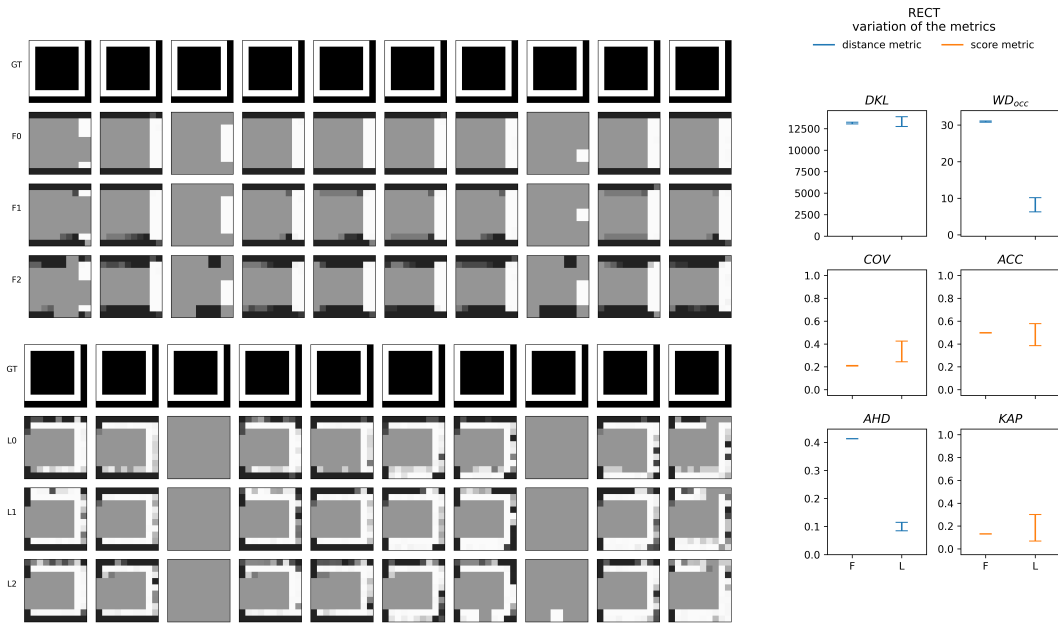 RECT
variation of the metrics
distance metric score metric
GT
F0
F1
F2
GT
L0
L1
L2
DKL
12500
10000
7500
5000
2500
0
WD_occ
30
20
10
0
COV
1.0
0.8
0.6
0.4
0.2
0.0
ACC
1.0
0.8
0.6
0.4
0.2
0.0
AHD
0.4
0.3
0.2
0.1
0.0
F L
KAP
1.0
0.8
0.6
0.4
0.2
0.0
F L